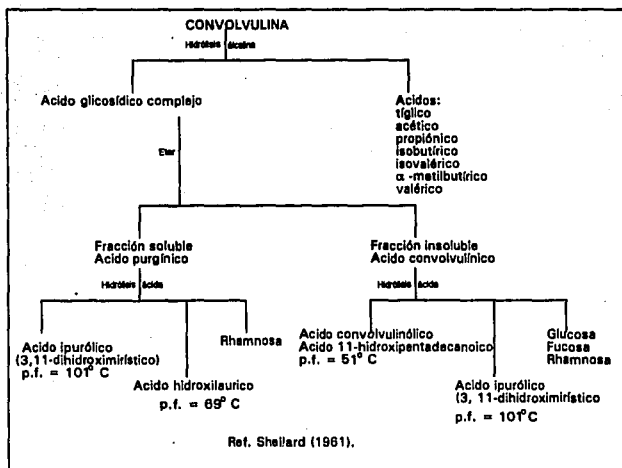 CONVOLVULINA
Hidrólisis alcalina
Acido glicosídico complejo
Acidos:
tíglico
acético
propiónico
isobutírico
isovalérico
α -metilbutírico
valérico
Eter
Fracción soluble
Acido purgínico
Hidrólisis ácida
Fracción insoluble
Acido convolvulínico
Hidrólisis ácida
Acido ipurólico
(3,11-dihidroximirístico)
p.f. = 101° C
Acido hidroxilaurico
p.f. = 69° C
Rhamnosa
Acido convolvulinólico
Acido 11-hidroxipentadecanoico
p.f. = 51° C
Acido ipurólico
(3, 11-dihidroximirístico
p.f. = 101°C
Glucosa
Fucosa
Rhamnosa
Ref. Shellard (1961).